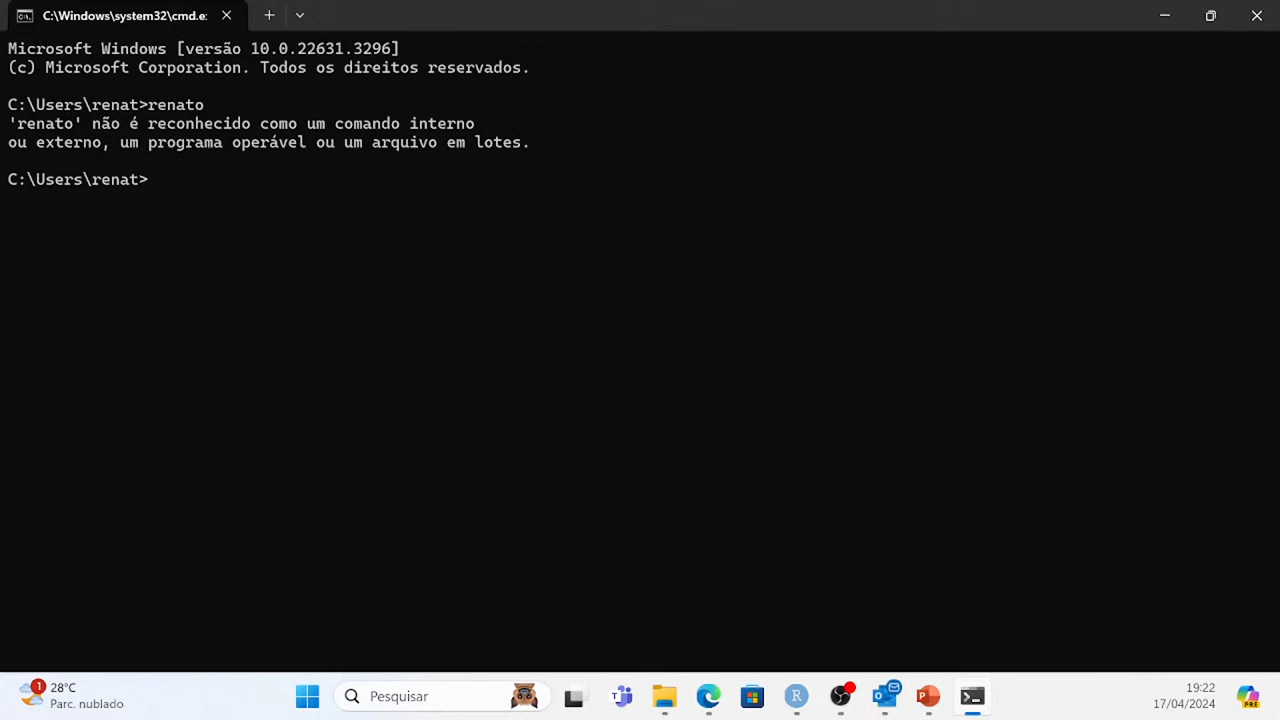 C:\Windows\system32\cmd.e
Microsoft Windows [versão 10.0.22631.3296]
(c) Microsoft Corporation. Todos os direitos reservados.
C:\Users\renat>renato
'renato' não é reconhecido como um comando interno
ou externo, um programa operável ou um arquivo em lotes.
C:\Users\renat>
1
28°C
Parc. nublado
Pesquisar
R
P
19:22
17/04/2024
PRE